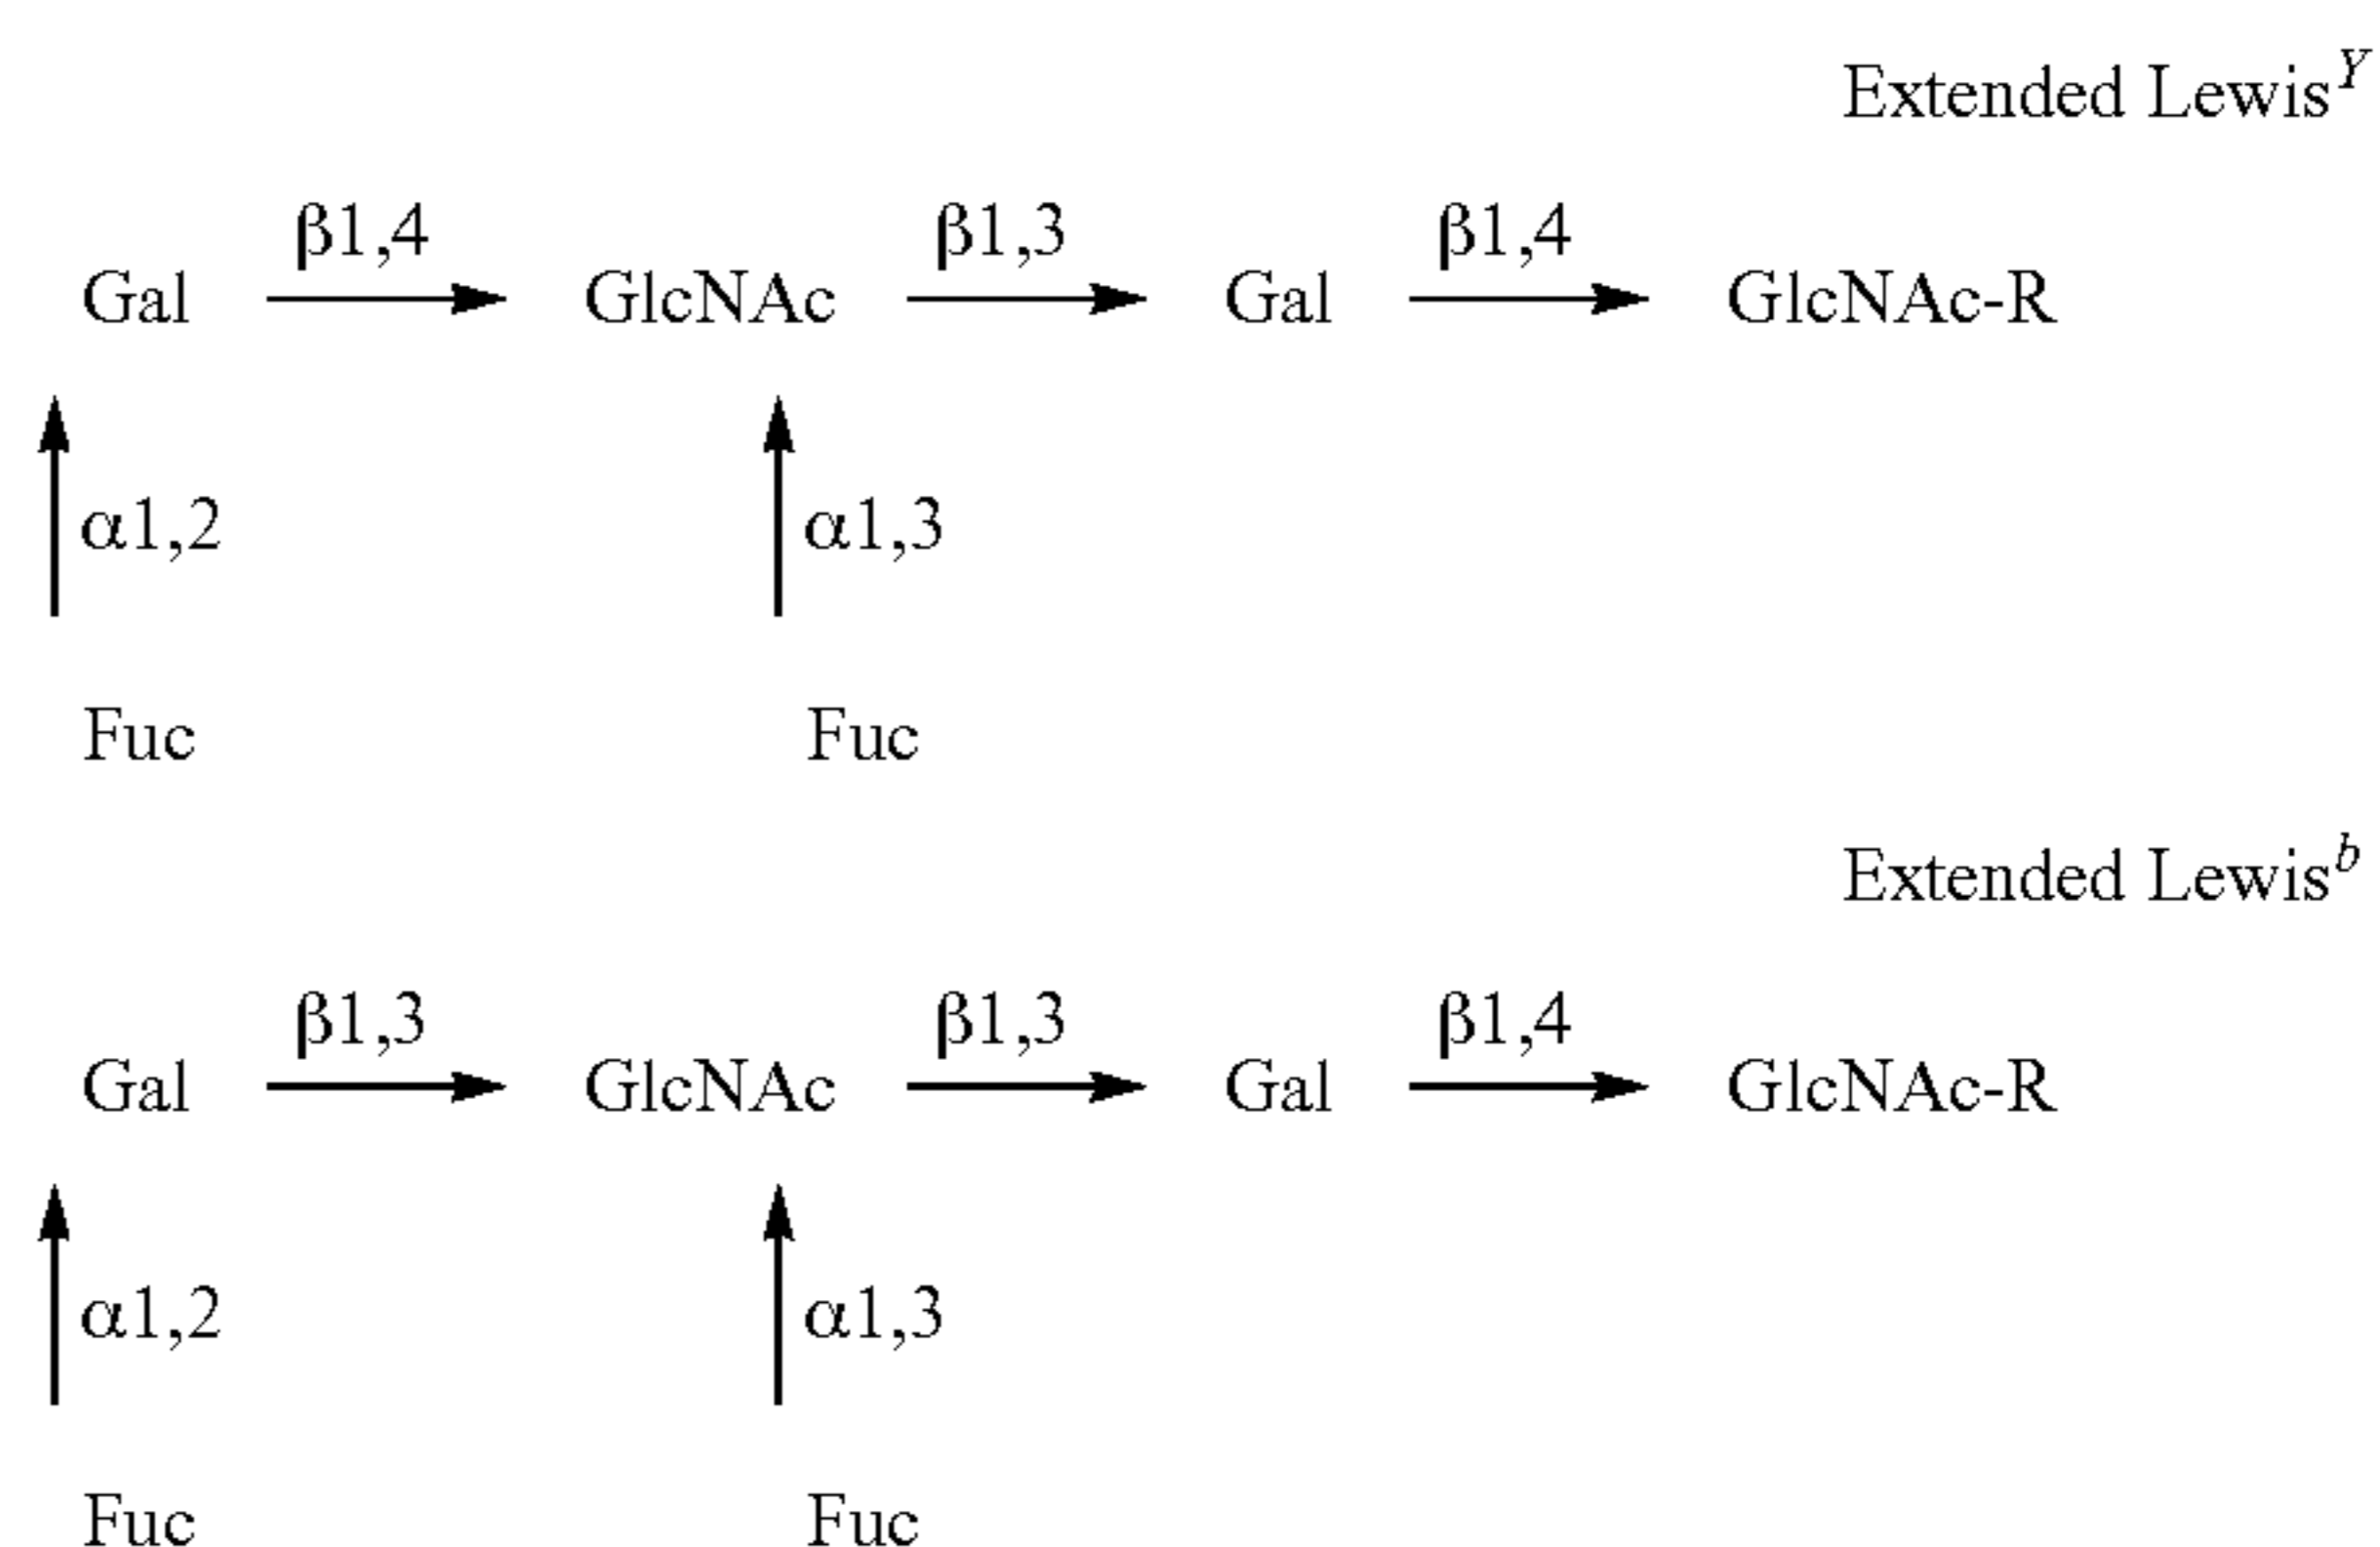 Extended Lewis^Y
β1,4 β1,3 β1,4
Gal GlcNAc Gal GlcNAc-R
α1,2 α1,3
Fuc Fuc
Extended Lewis^b
β1,3 β1,3 β1,4
Gal GlcNAc Gal GlcNAc-R
α1,2 α1,3
Fuc Fuc